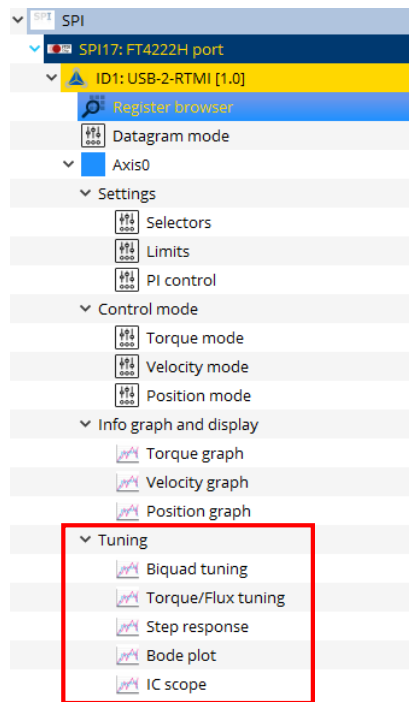 SPI SPI
SPI17: FT4222H port
ID1: USB-2-RTMI [1.0]
Register browser
Datagram mode
Axis0
Settings
Selectors
Limits
PI control
Control mode
Torque mode
Velocity mode
Position mode
Info graph and display
Torque graph
Velocity graph
Position graph
Tuning
Biquad tuning
Torque/Flux tuning
Step response
Bode plot
IC scope